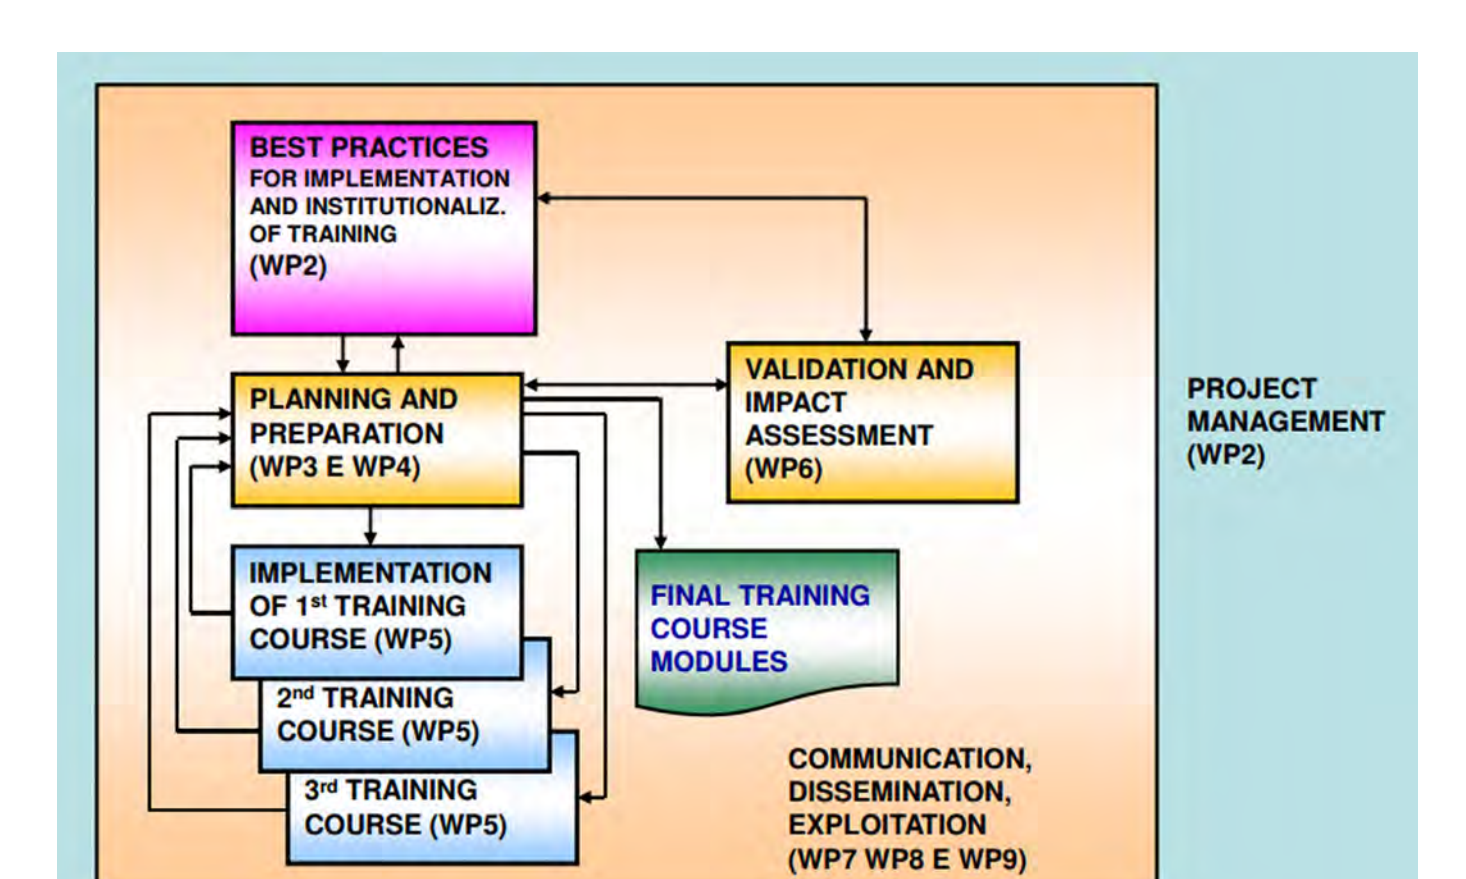 BEST PRACTICES
FOR IMPLEMENTATION
AND INSTITUTIONALIZ.
OF TRAINING
(WP2)
PLANNING AND
PREPARATION
(WP3 E WP4)
VALIDATION AND
IMPACT
ASSESSMENT
(WP6)
PROJECT
MANAGEMENT
(WP2)
IMPLEMENTATION
OF 1st TRAINING
COURSE (WP5)
2nd TRAINING
COURSE (WP5)
3rd TRAINING
COURSE (WP5)
FINAL TRAINING
COURSE
MODULES
COMMUNICATION,
DISSEMINATION,
EXPLOITATION
(WP7 WP8 E WP9)